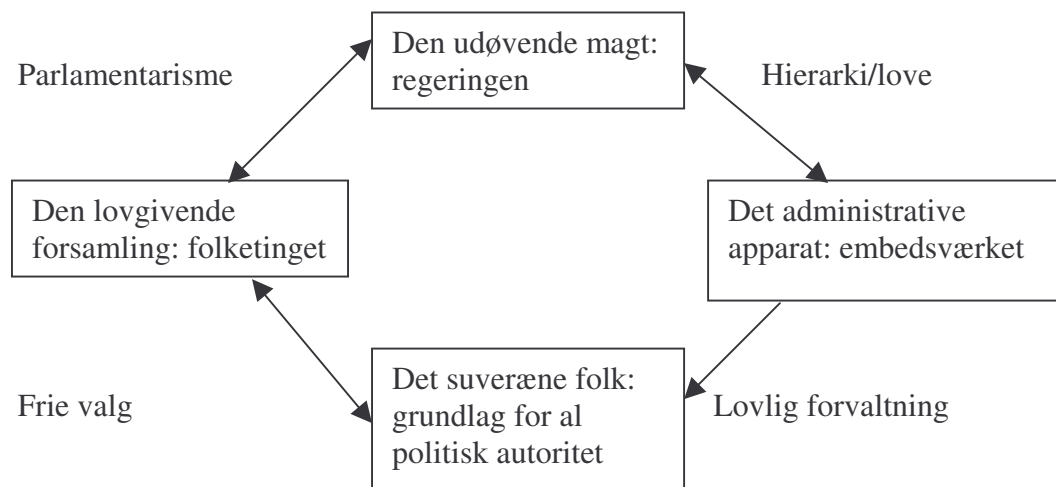 Den udøvende magt:
regeringen
Parlamentarisme
Hierarki/love
Den lovgivende
forsamling: folketinget
Det administrative
apparat: embedsværket
Det suveræne folk:
grundlag for al
politisk autoritet
Frie valg
Lovlig forvaltning